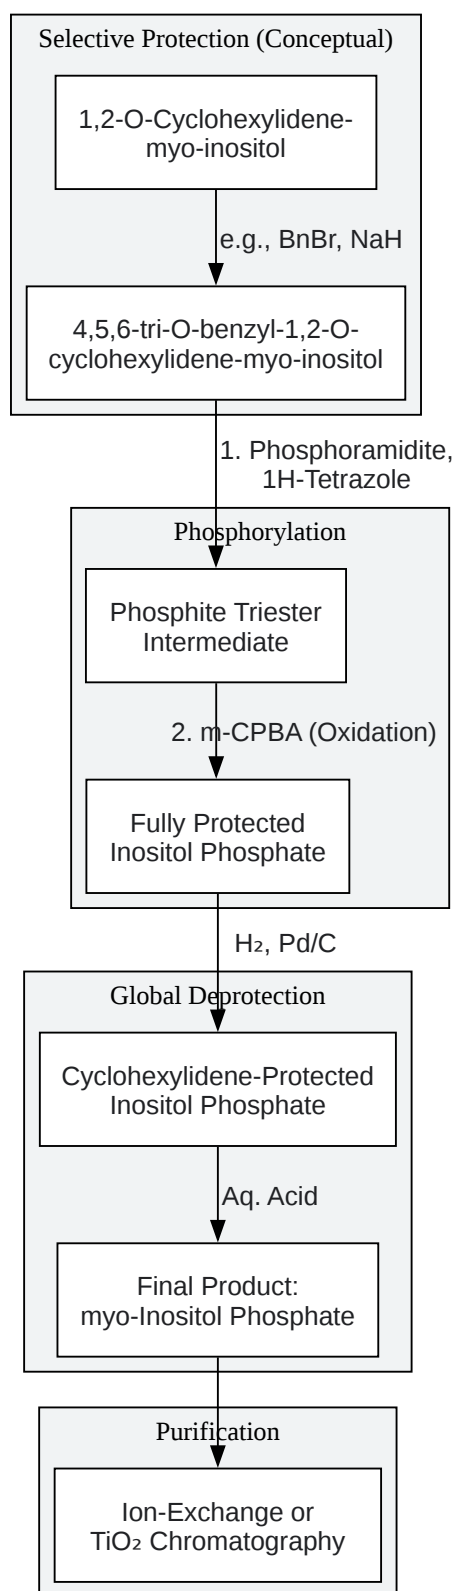 Selective Protection (Conceptual)
1,2-O-Cyclohexylidene-
myo-inositol
e.g., BnBr, NaH
4,5,6-tri-O-benzyl-1,2-O-
cyclohexylidene-myo-inositol
1. Phosphoramidite,
1H-Tetrazole
Phosphorylation
Phosphite Triester
Intermediate
2. m-CPBA (Oxidation)
Fully Protected
Inositol Phosphate
H₂, Pd/C
Global Deprotection
Cyclohexylidene-Protected
Inositol Phosphate
Aq. Acid
Final Product:
myo-Inositol Phosphate
Purification
Ion-Exchange or
TiO₂ Chromatography